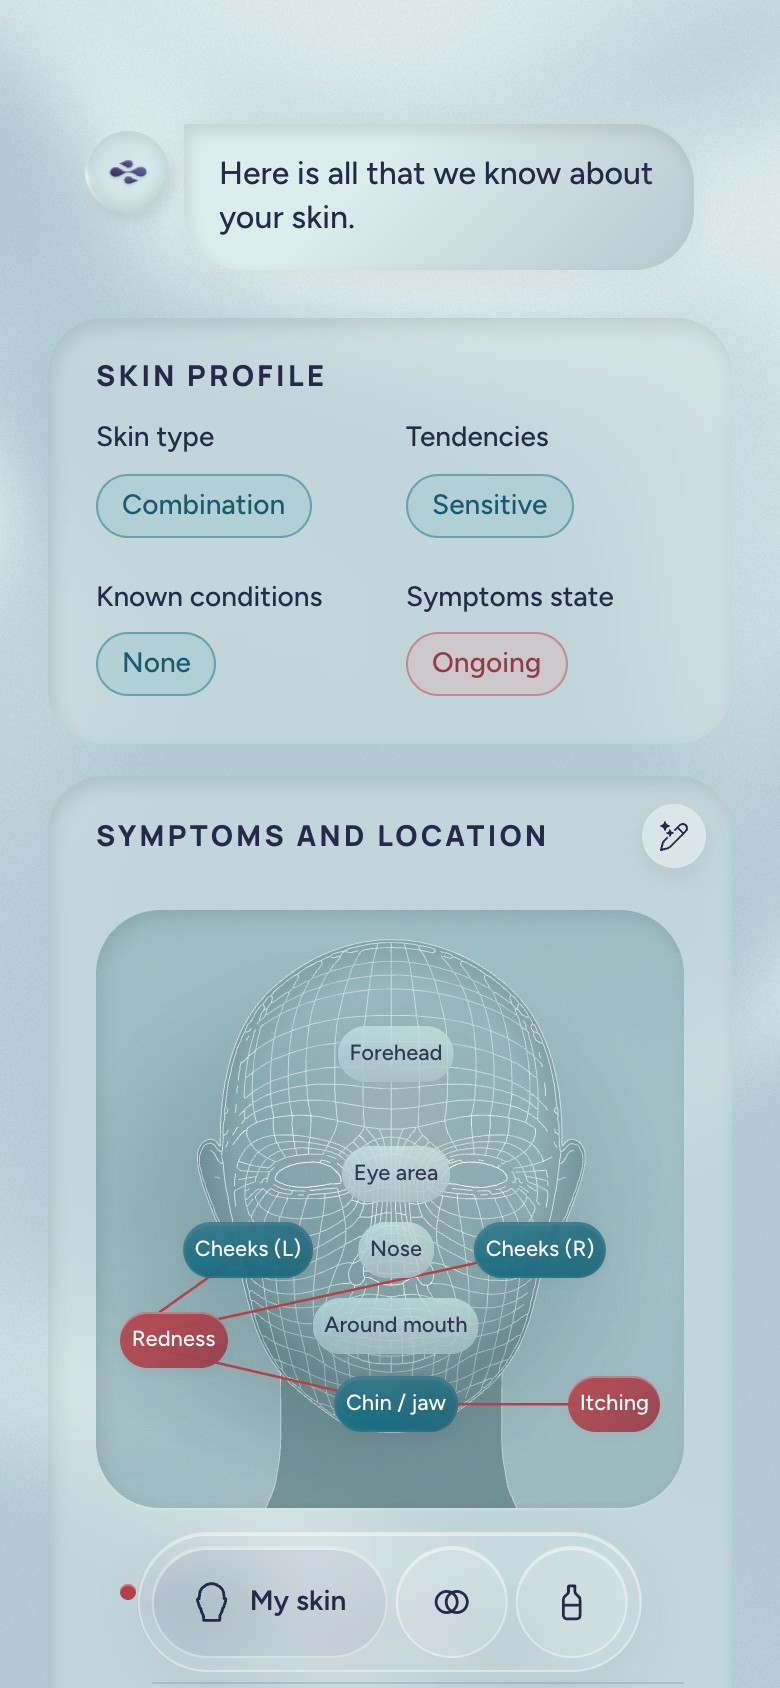 Here is all that we know about
your skin.
SKIN PROFILE
Skin type
Tendencies
Combination
Sensitive
Known conditions
Symptoms state
None
Ongoing
SYMPTOMS AND LOCATION
Forehead
Eye area
Cheeks (L)
Nose
Cheeks (R)
Redness
Around mouth
Chin / jaw
Itching
My skin